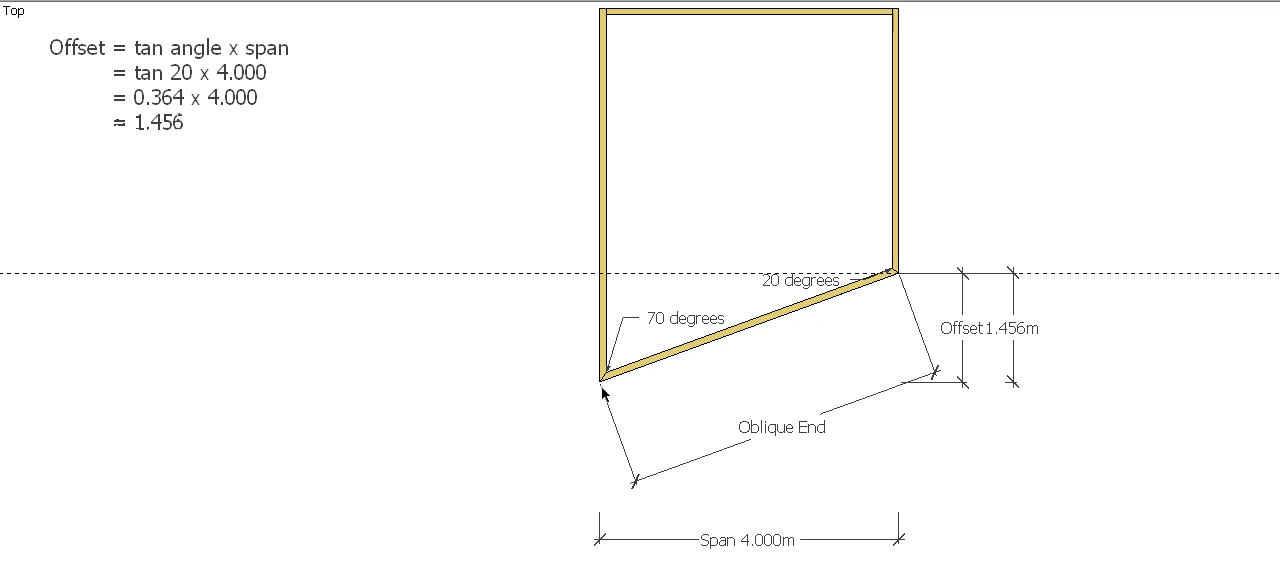 Top
Offset = tan angle x span
= tan 20 x 4.000
= 0.364 x 4.000
= 1.456
20 degrees
70 degrees
Offset 1.456m
Oblique End
Span 4.000m